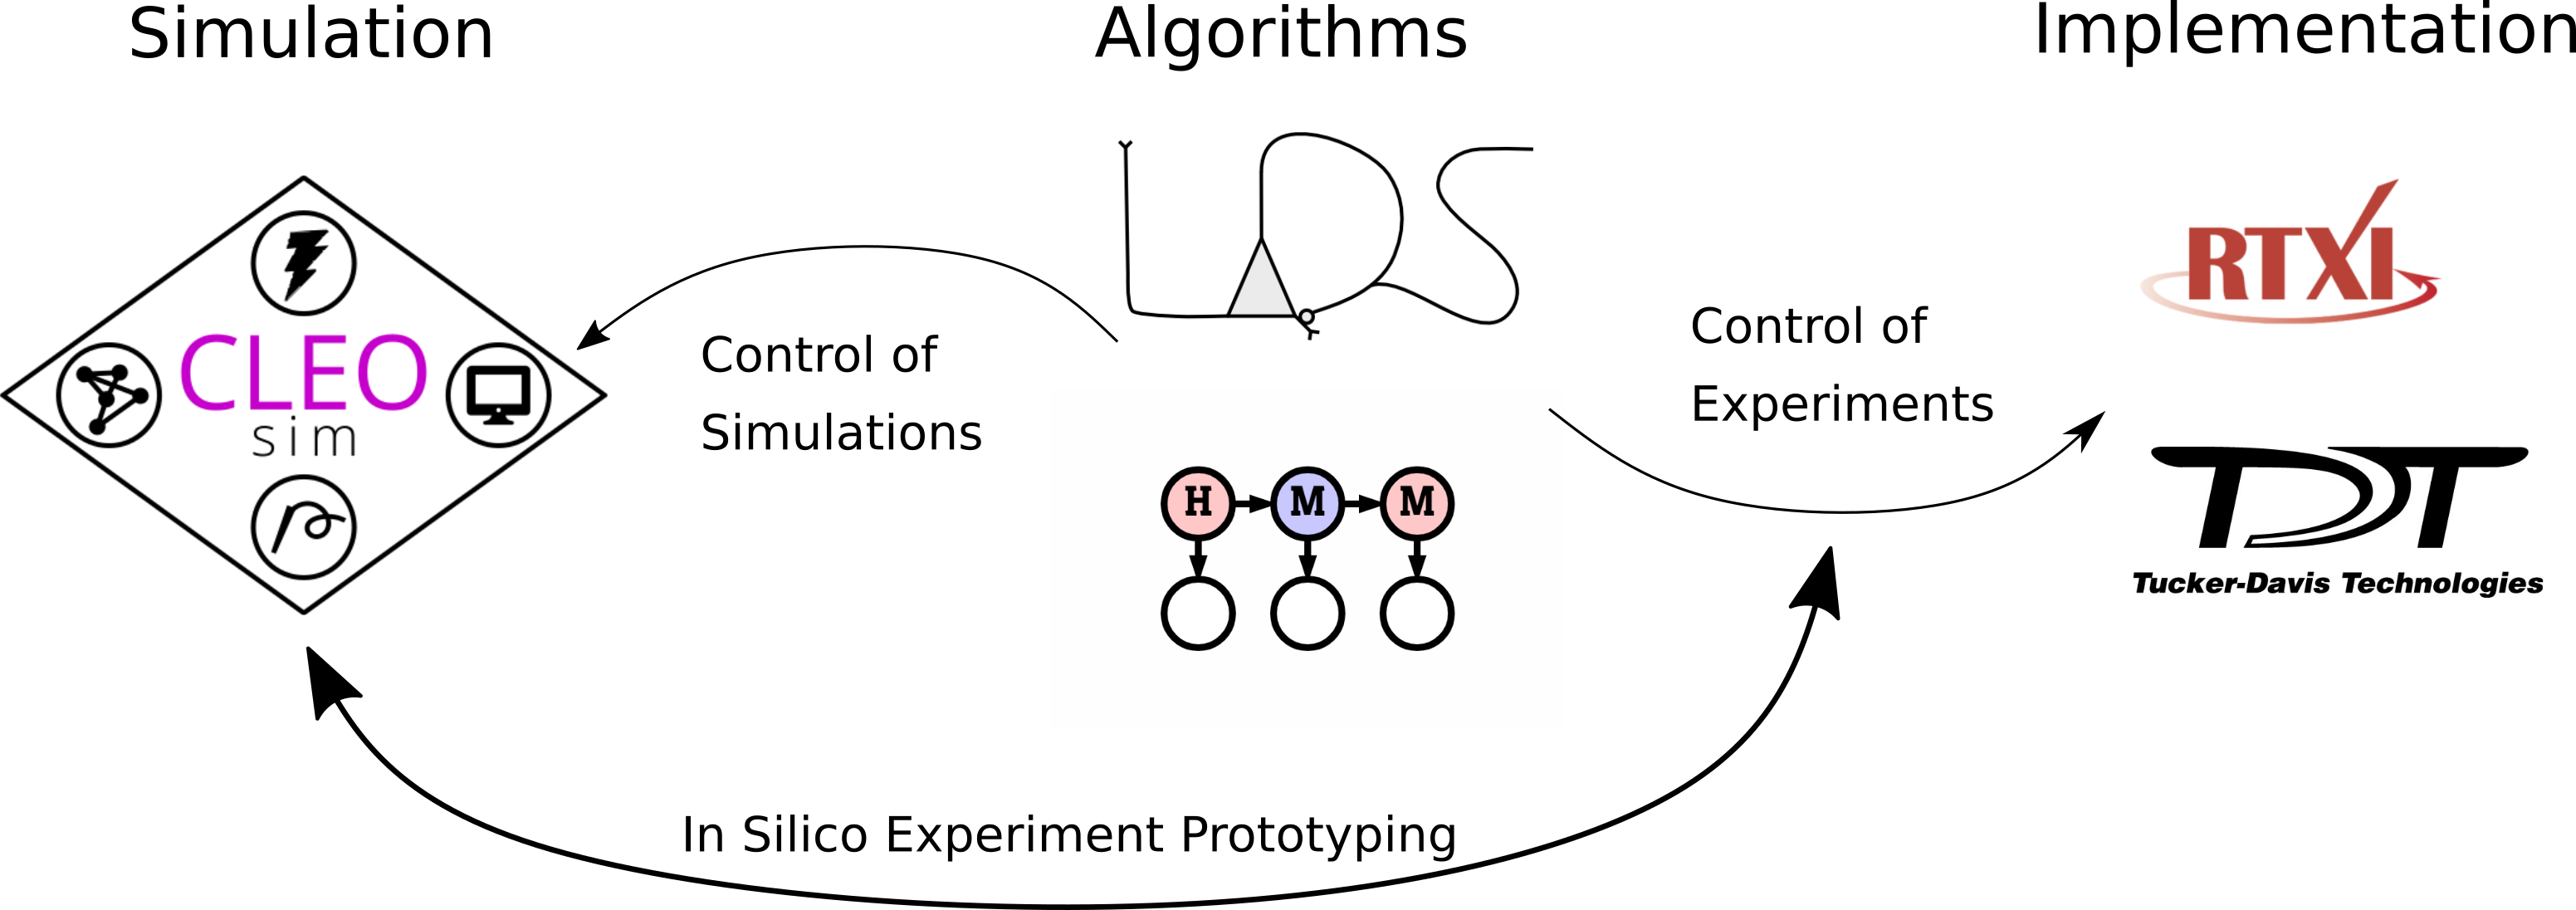 Simulation
Algorithms
Implementation
LDS
RTXI
Control of
Experiments
Control of
Simulations
CLEO
sim
H M M
TDT
Tucker-Davis Technologies
In Silico Experiment Prototyping